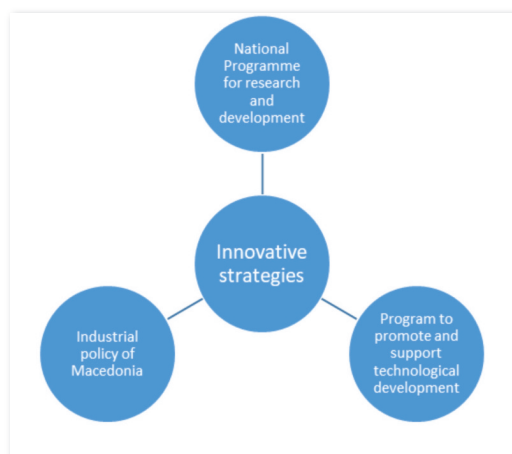 National
Programme
for research
and
development
Innovative
strategies
Industrial
policy of
Macedonia
Program to
promote and
support
technological
development